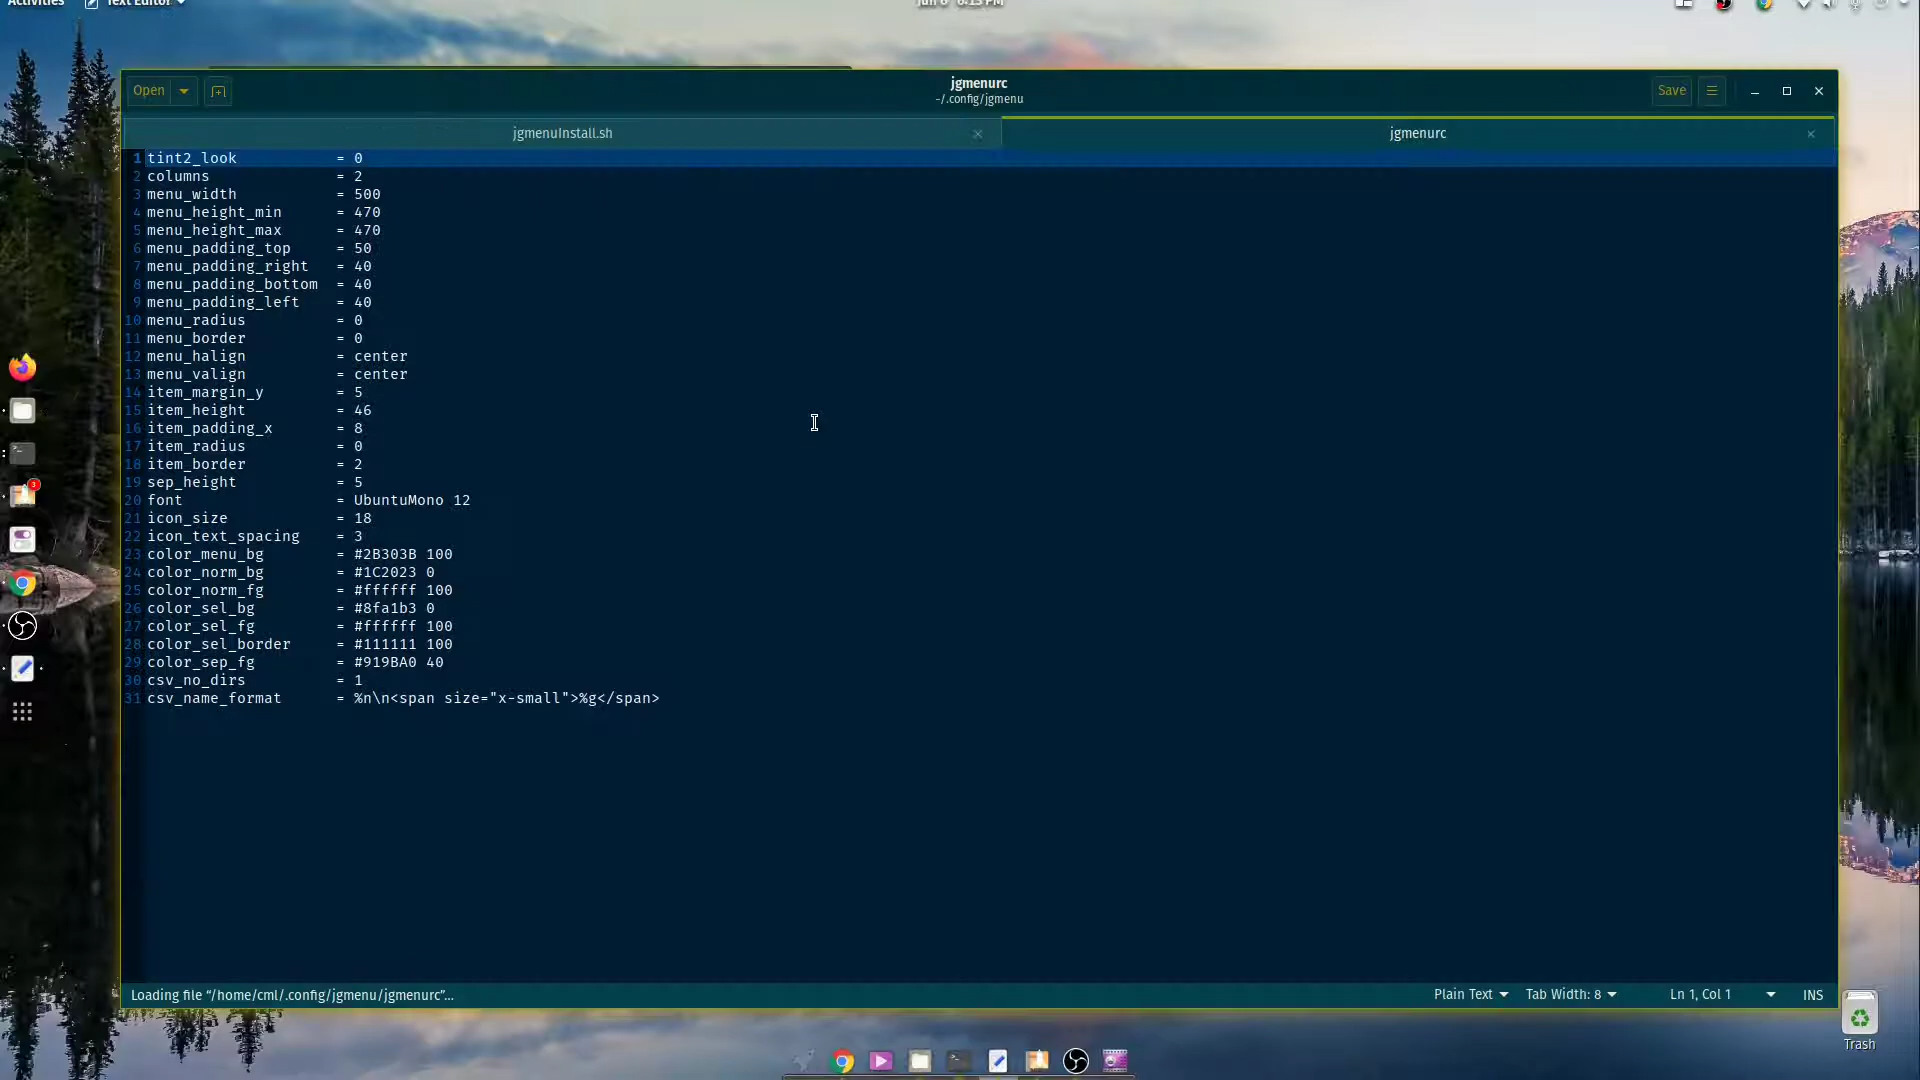 Activities Text Editor Jun 6 6:13 PM
jgmenurc
Open Save
~/.config/jgmenu
jgmenuInstall.sh jgmenurc
1 tint2_look = 0
2 columns = 2
3 menu_width = 500
4 menu_height_min = 470
5 menu_height_max = 470
6 menu_padding_top = 50
7 menu_padding_right = 40
8 menu_padding_bottom = 40
9 menu_padding_left = 40
10 menu_radius = 0
11 menu_border = 0
12 menu_halign = center
13 menu_valign = center
14 item_margin_y = 5
15 item_height = 46
16 item_padding_x = 8
17 item_radius = 0
18 item_border = 2
19 sep_height = 5
20 font = UbuntuMono 12
21 icon_size = 18
22 icon_text_spacing = 3
23 color_menu_bg = #2B303B 100
24 color_norm_bg = #1C2023 0
25 color_norm_fg = #ffffff 100
26 color_sel_bg = #8fa1b3 0
27 color_sel_fg = #ffffff 100
28 color_sel_border = #111111 100
29 color_sep_fg = #919BA0 40
30 csv_no_dirs = 1
31 csv_name_format = %n\n<span size="x-small">%g</span>
3
Loading file “/home/cml/.config/jgmenu/jgmenurc”… Plain Text Tab Width: 8 Ln 1, Col 1 INS
Trash